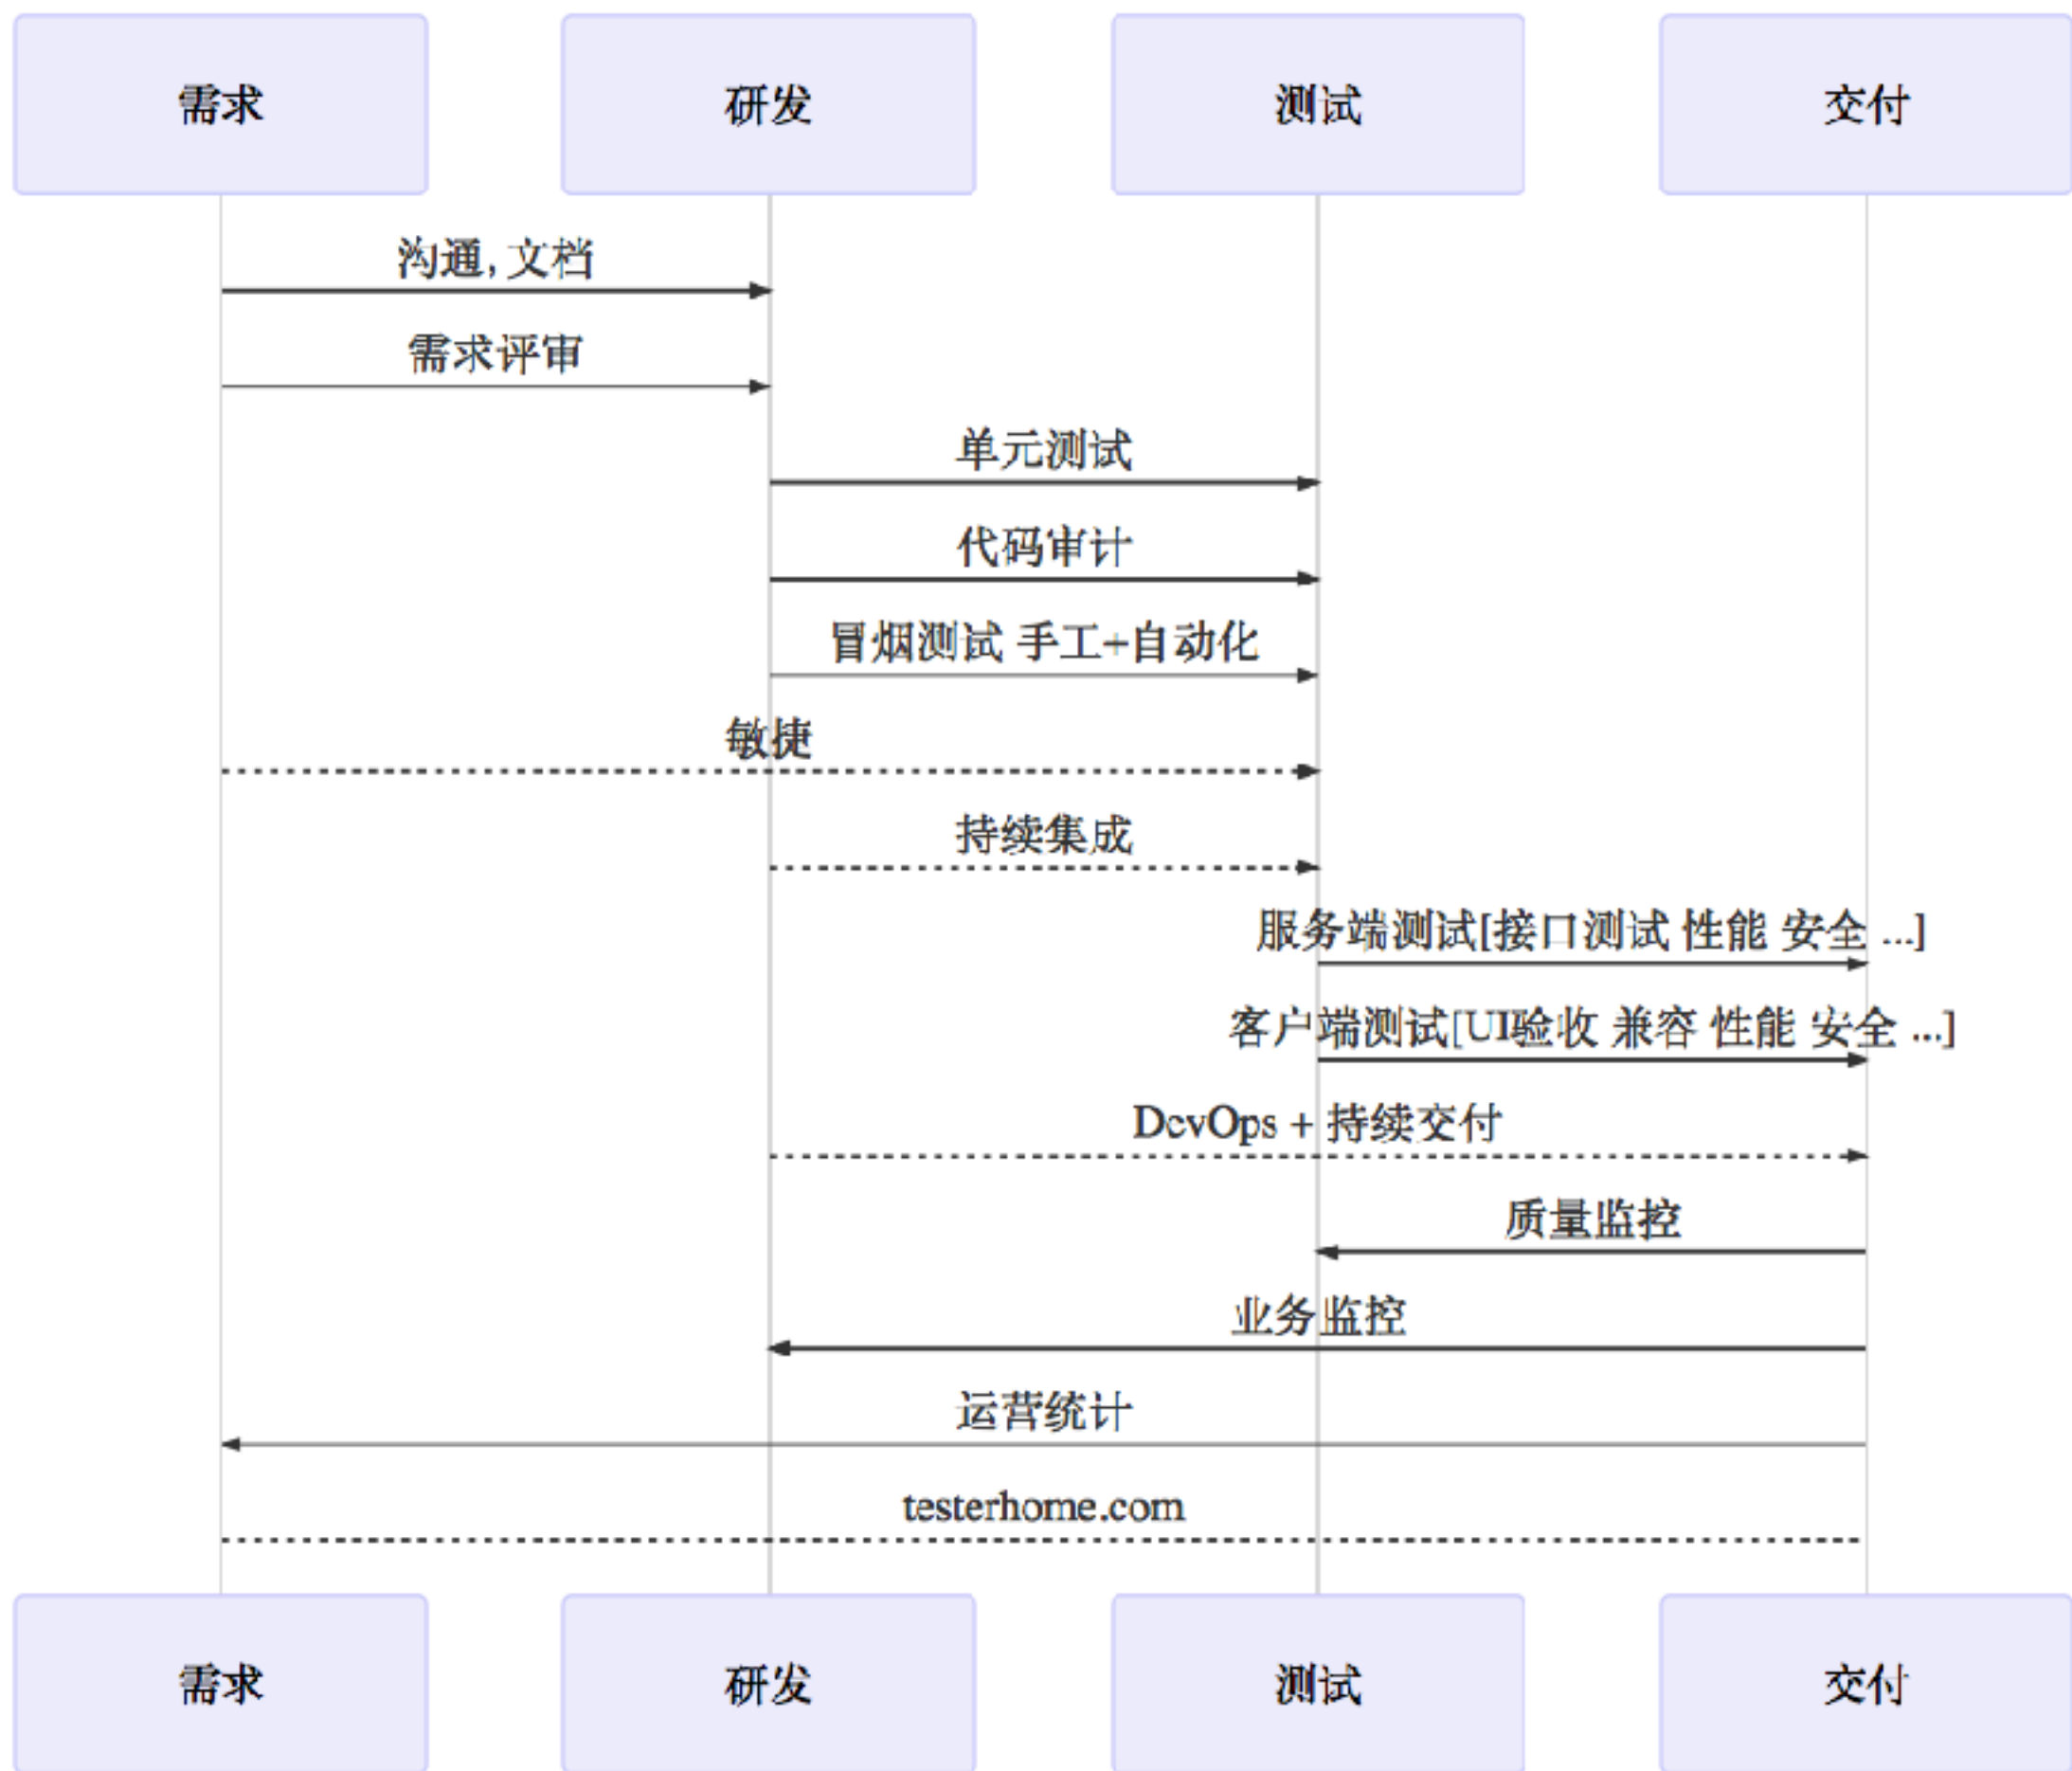 需求 研发 测试 交付
沟通, 文档
需求评审
单元测试
代码审计
冒烟测试 手工+自动化
敏捷
持续集成
服务端测试[接口测试 性能 安全 ...]
客户端测试[UI验收 兼容 性能 安全 ...]
DevOps + 持续交付
质量监控
业务监控
运营统计
testerhome.com
需求 研发 测试 交付